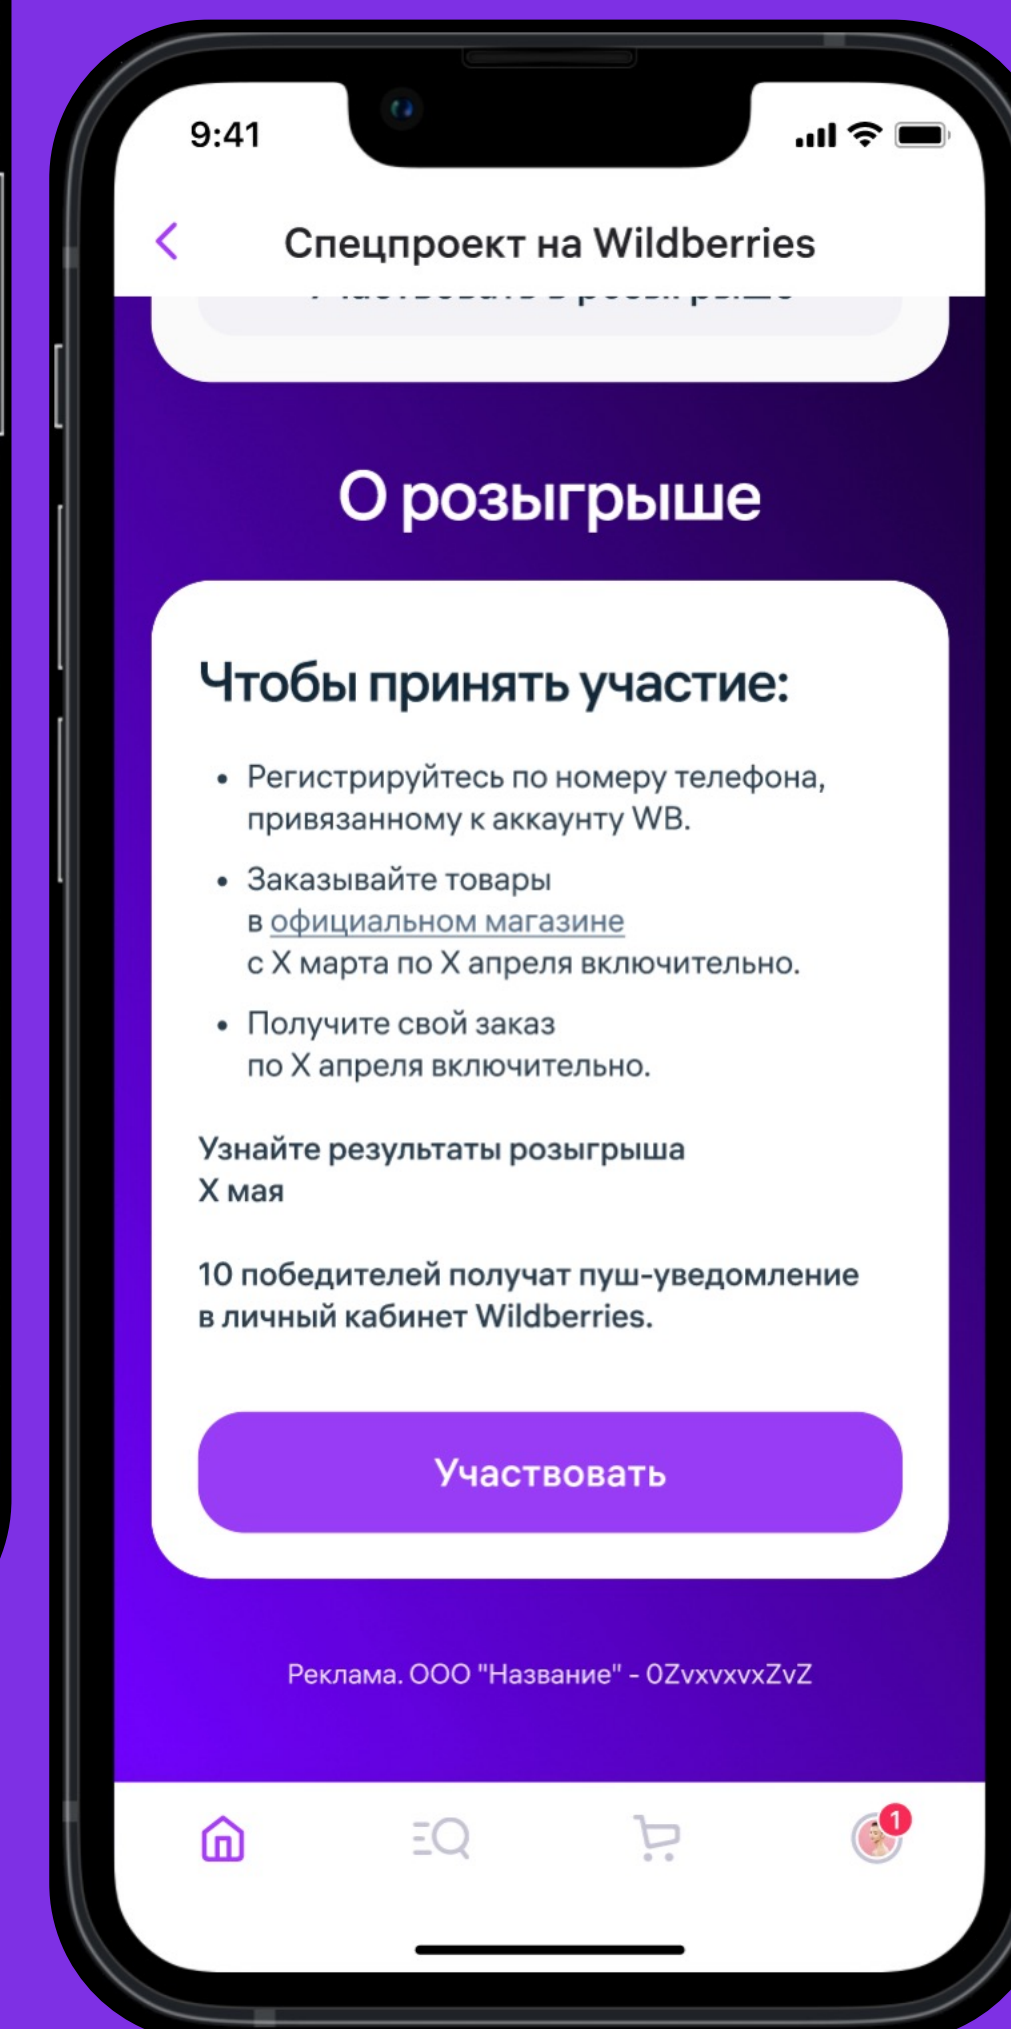 9:41
Спецпроект на Wildberries
О розыгрыше
Чтобы принять участие:
• Регистрируйтесь по номеру телефона,
привязанному к аккаунту WB.
• Заказывайте товары
в официальном магазине
с X марта по X апреля включительно.
• Получите свой заказ
по X апреля включительно.
Узнайте результаты розыгрыша
X мая
10 победителей получат пуш-уведомление
в личный кабинет Wildberries.
Участвовать
Реклама. ООО "Название" - 0ZvxvxvxZvZ
1